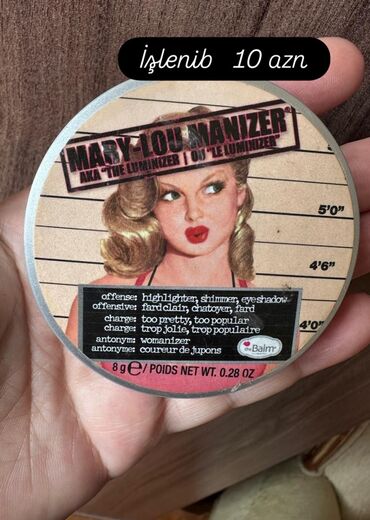 İşlenib 10 azn
MARY-LOU MANIZER®
AKA "THE LUMINIZER | OU "LE LUMINIZER"
5'0"
4'6"
4'0"
offense: highlighter, shimmer, eyeshadow
offensive: fard clair, chatoyer, fard
charge: too pretty, too popular
charge: trop jolie, trop populaire
antonym: womanizer
antonyme: coureur de jupons
theBalm
8 g ℮ / POIDS NET WT. 0.28 OZ